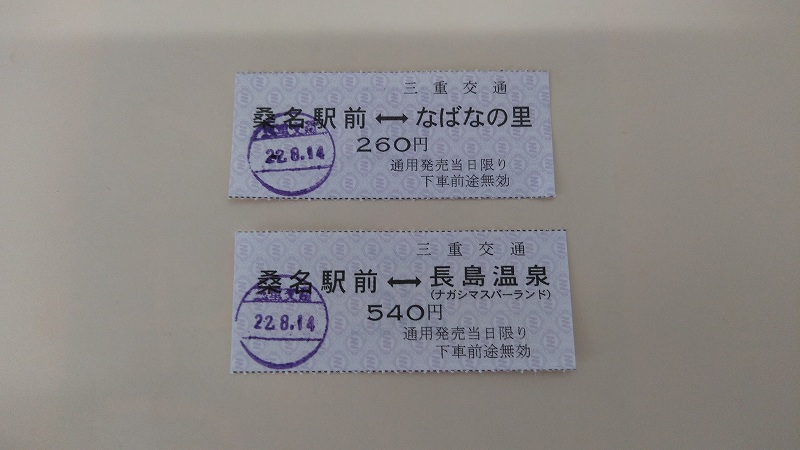 三重交通
桑名駅前↔なばなの里
260円
22.8.14
通用発売当日限り
下車前途無効
三重交通
桑名駅前↔長島温泉
(ナガシマスパーランド)
540円
22.8.14
通用発売当日限り
下車前途無効